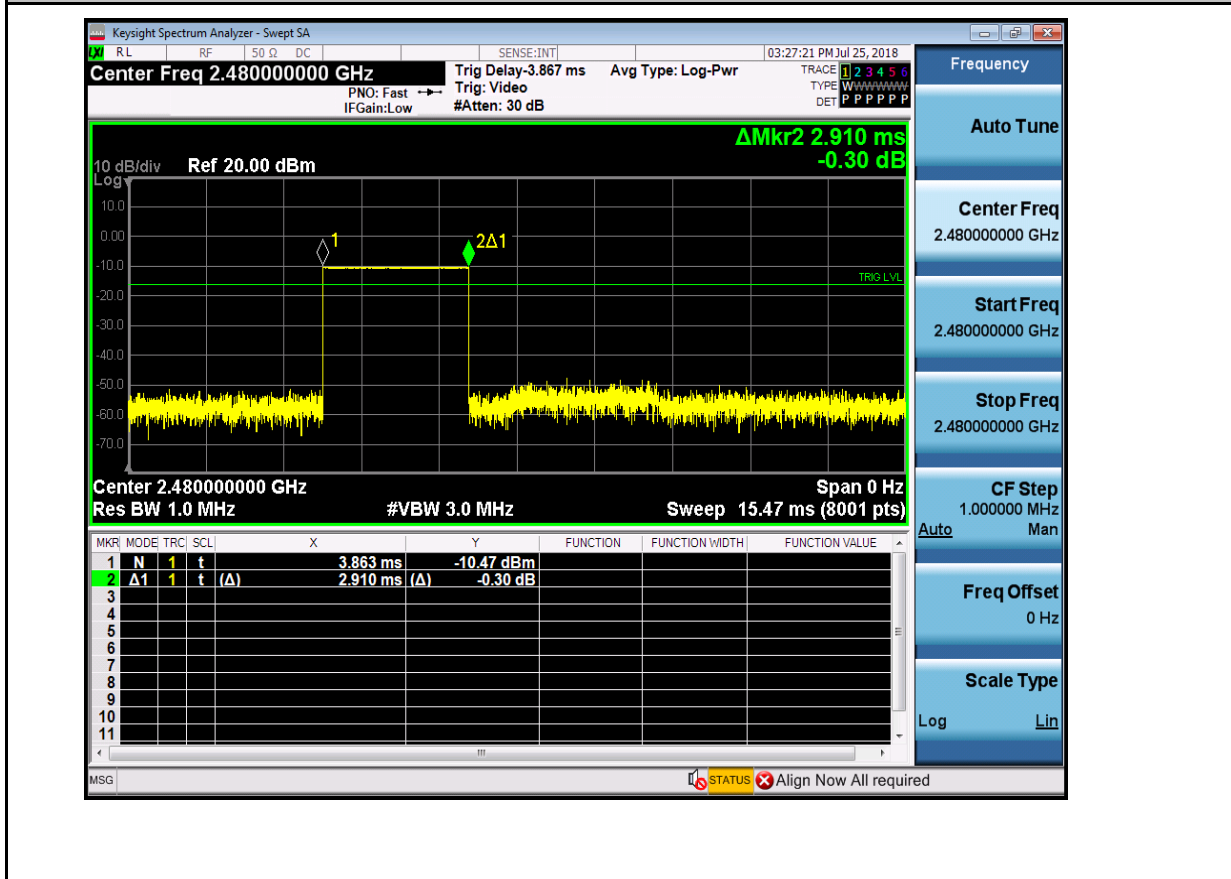 Keysight Spectrum Analyzer - Swept SA
LXI RL RF 50 Ω DC SENSE:INT 03:27:21 PM Jul 25, 2018
Center Freq 2.480000000 GHz
PNO: Fast
IFGain:Low
Trig Delay-3.867 ms
Trig: Video
#Atten: 30 dB
Avg Type: Log-Pwr
TRACE 1 2 3 4 5 6
TYPE WWWWWW
DET P P P P P P
ΔMkr2 2.910 ms
-0.30 dB
10 dB/div Ref 20.00 dBm
Log
10.0
0.00
-10.0
-20.0
-30.0
-40.0
-50.0
-60.0
-70.0
1
2Δ1
TRIG LVL
Center 2.480000000 GHz Span 0 Hz
Res BW 1.0 MHz #VBW 3.0 MHz Sweep 15.47 ms (8001 pts)
MKR MODE TRC SCL X Y FUNCTION FUNCTION WIDTH FUNCTION VALUE
1 N 1 t 3.863 ms -10.47 dBm
2 Δ1 1 t (Δ) 2.910 ms (Δ) -0.30 dB
3
4
5
6
7
8
9
10
11
MSG STATUS Align Now All required
Frequency
Auto Tune
Center Freq
2.480000000 GHz
Start Freq
2.480000000 GHz
Stop Freq
2.480000000 GHz
CF Step
1.000000 MHz
Auto Man
Freq Offset
0 Hz
Scale Type
Log Lin